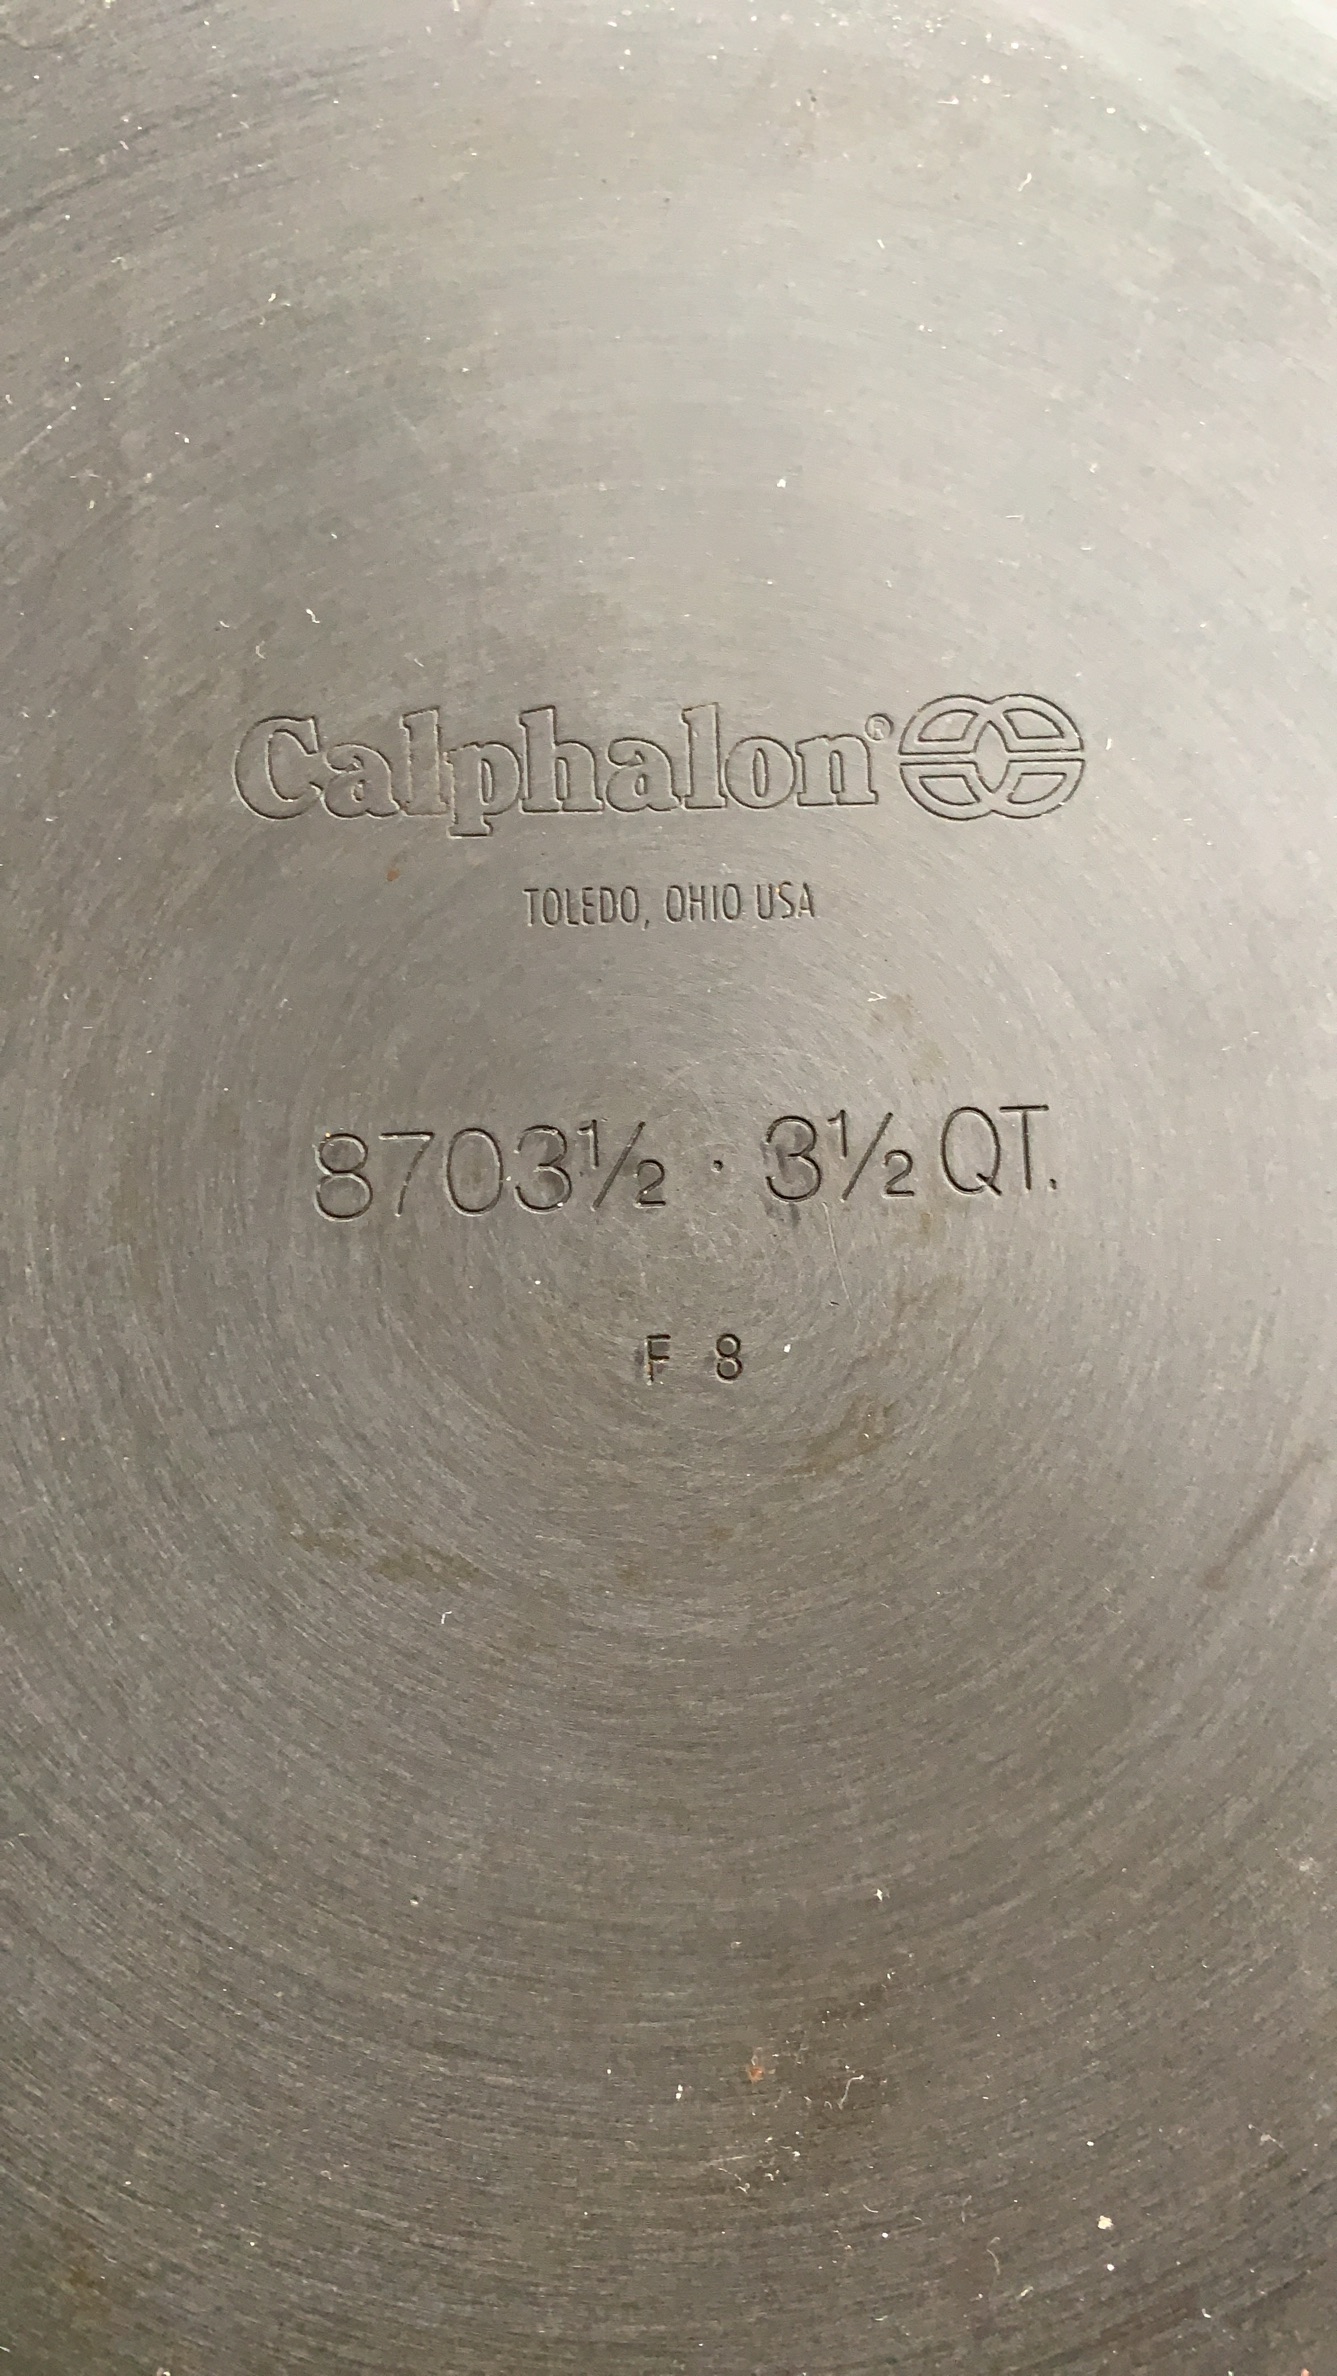 Calphalon®
TOLEDO, OHIO USA
8703½ · 3½ QT.
F 8